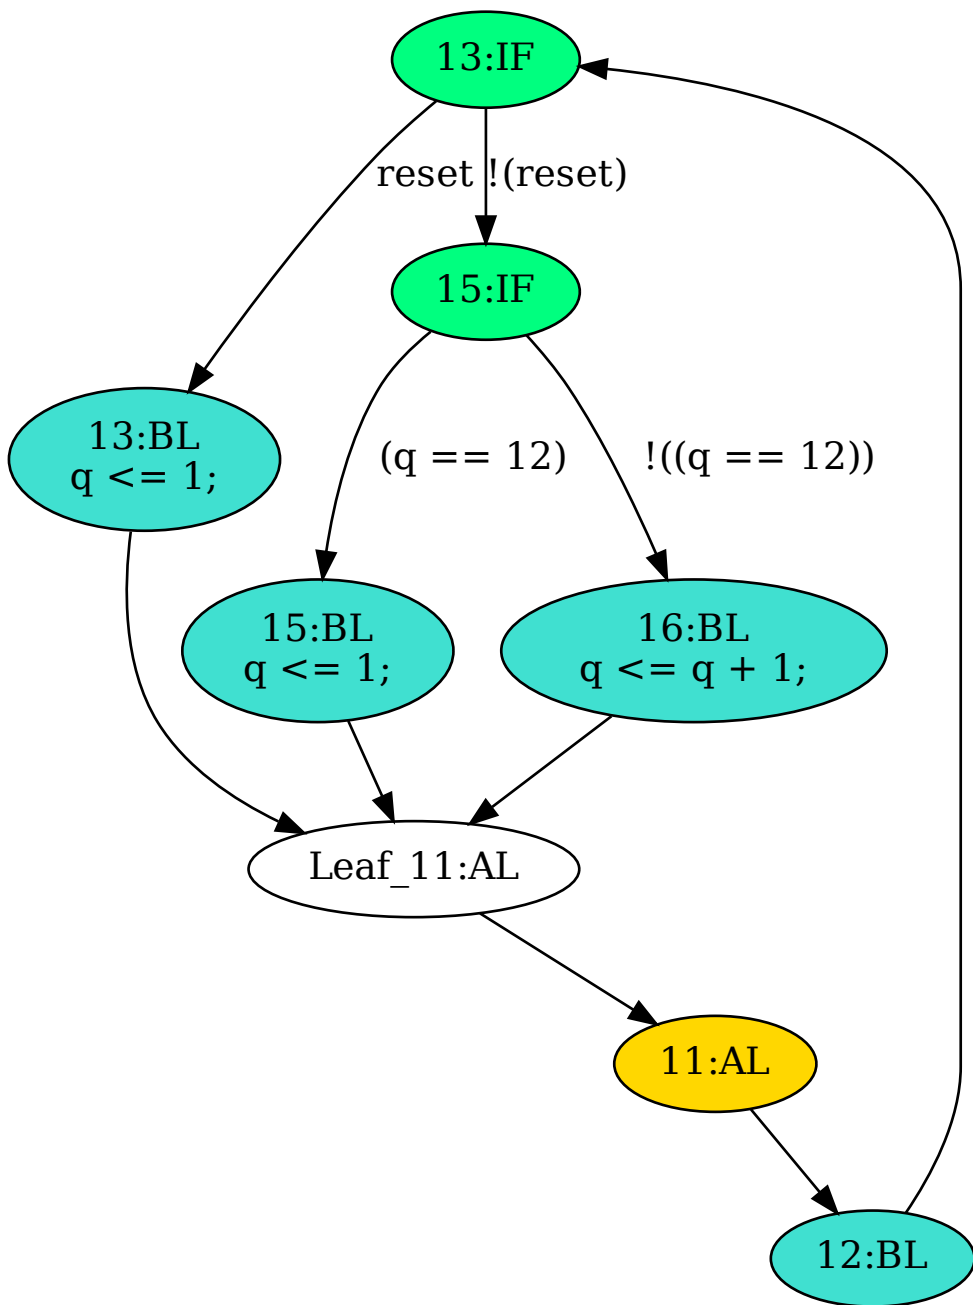 13:IF
reset
!(reset)
15:IF
13:BL
q <= 1;
(q == 12)
!((q == 12))
15:BL
q <= 1;
16:BL
q <= q + 1;
Leaf_11:AL
11:AL
12:BL